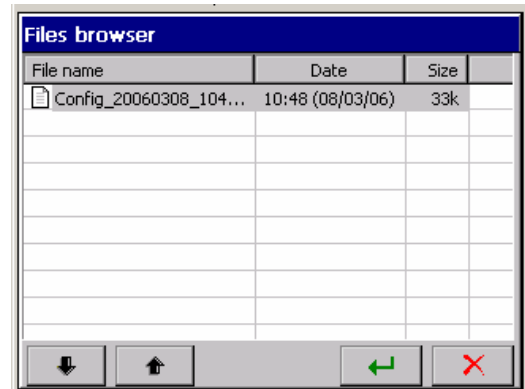 Files browser
File name Date Size
Config_20060308_104... 10:48 (08/03/06) 33k